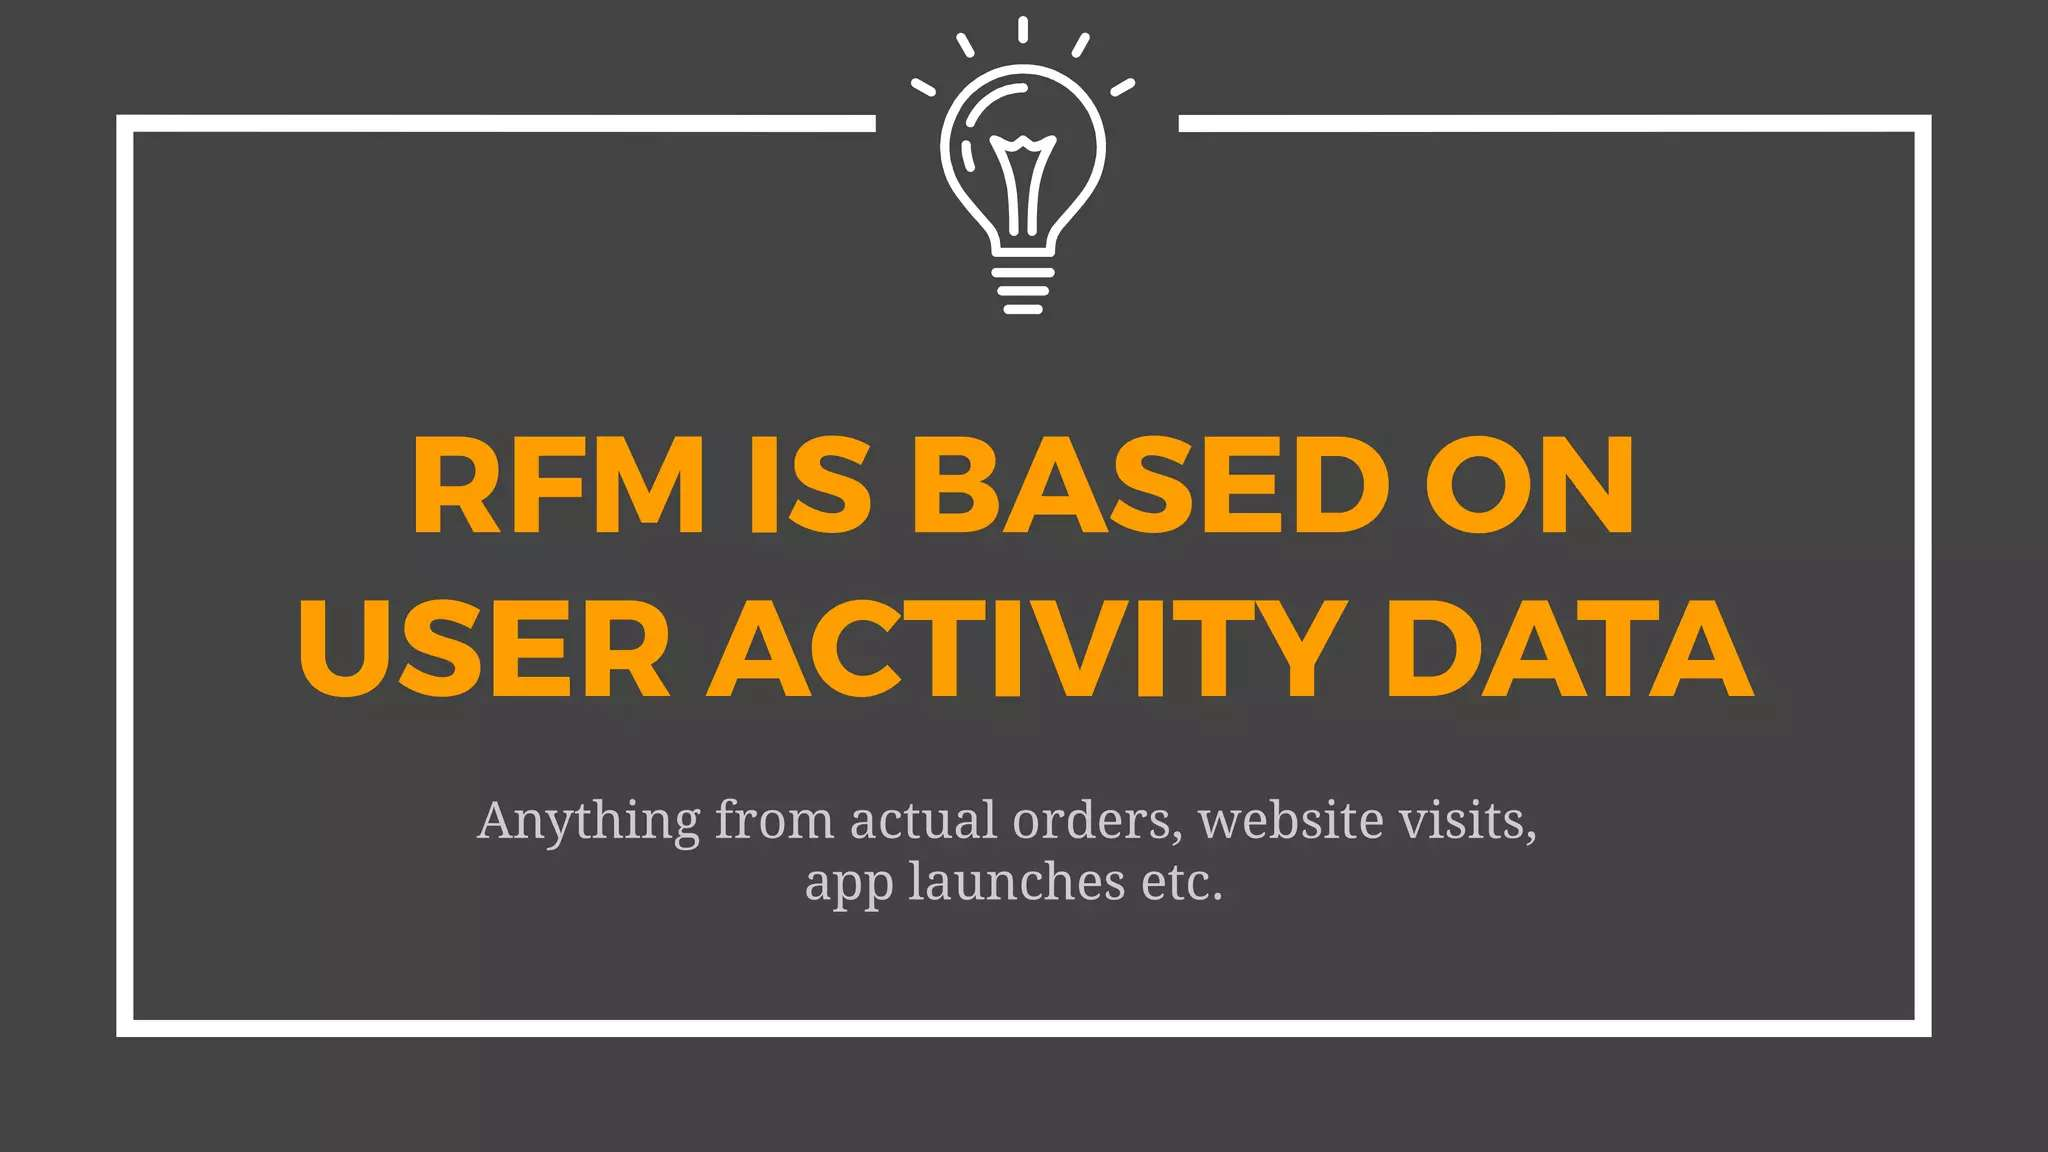 RFM IS BASED ON
USER ACTIVITY DATA
Anything from actual orders, website visits,
app launches etc.